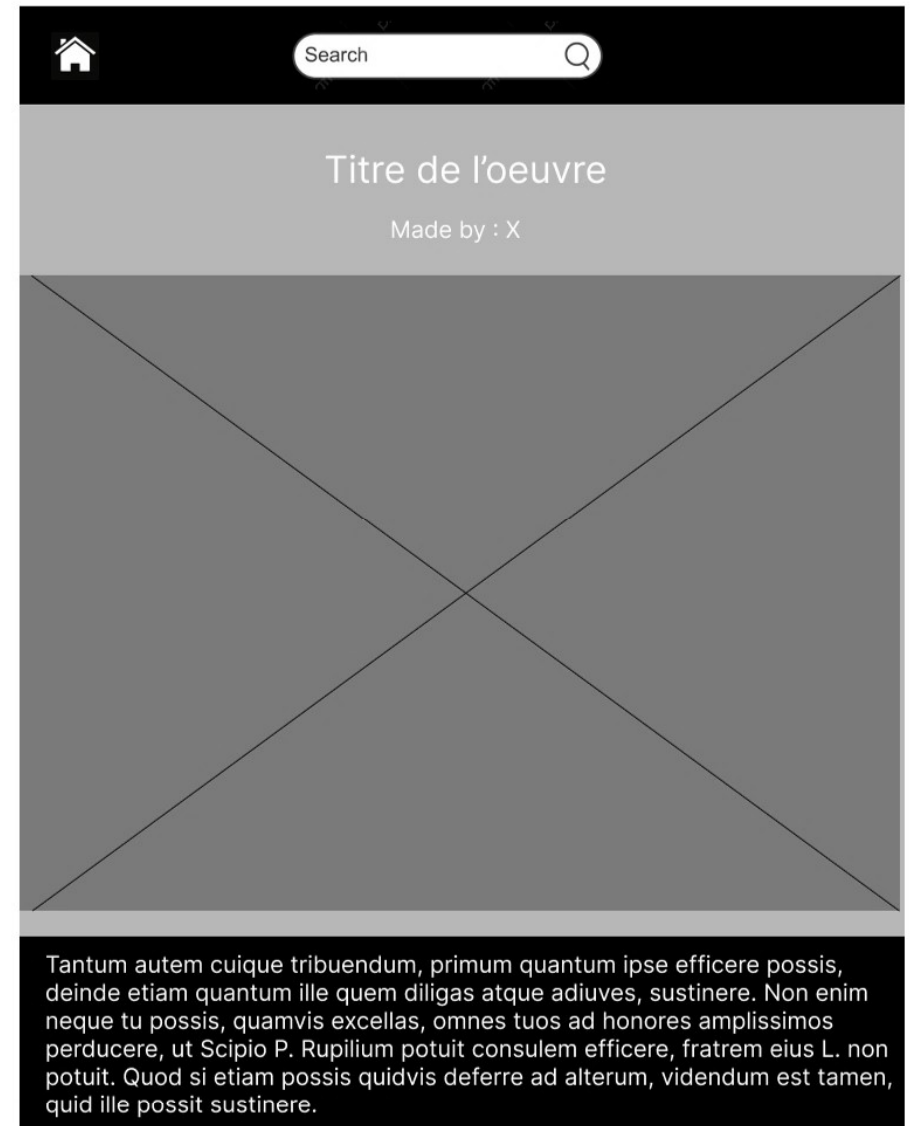 Search
Titre de l’oeuvre
Made by : X
Tantum autem cuique tribuendum, primum quantum ipse efficere possis,
deinde etiam quantum ille quem diligas atque adiuves, sustinere. Non enim
neque tu possis, quamvis excellas, omnes tuos ad honores amplissimos
perducere, ut Scipio P. Rupilium potuit consulem efficere, fratrem eius L. non
potuit. Quod si etiam possis quidvis deferre ad alterum, videndum est tamen,
quid ille possit sustinere.